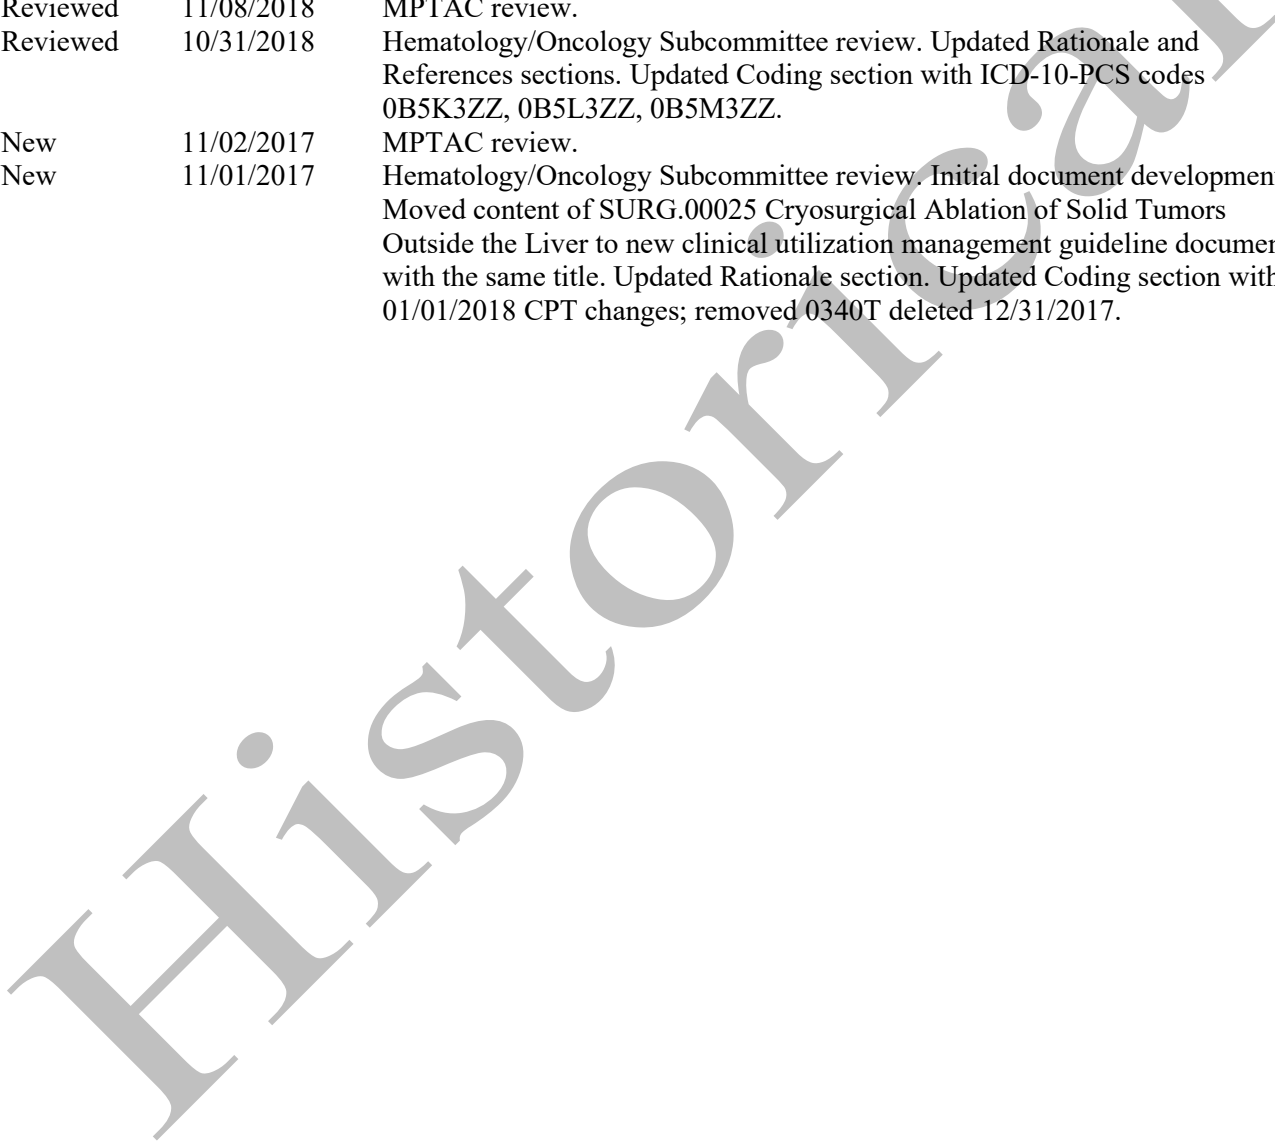 Reviewed 11/08/2018 MPTAC review.
Reviewed 10/31/2018 Hematology/Oncology Subcommittee review. Updated Rationale and
References sections. Updated Coding section with ICD-10-PCS codes
0B5K3ZZ, 0B5L3ZZ, 0B5M3ZZ.
New 11/02/2017 MPTAC review.
New 11/01/2017 Hematology/Oncology Subcommittee review. Initial document developmen
Moved content of SURG.00025 Cryosurgical Ablation of Solid Tumors
Outside the Liver to new clinical utilization management guideline documen
with the same title. Updated Rationale section. Updated Coding section with
01/01/2018 CPT changes; removed 0340T deleted 12/31/2017.
Historical